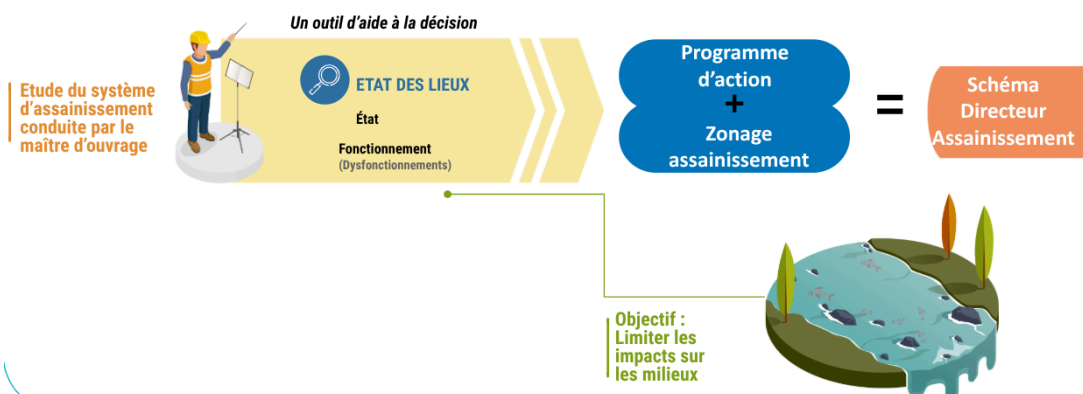 Un outil d'aide à la décision
Etude du système
d'assainissement
conduite par le
maître d'ouvrage
ETAT DES LIEUX
État
Fonctionnement
(Dysfonctionnements)
Programme
d'action
+
Zonage
assainissement
=
Schéma
Directeur
Assainissement
Objectif :
Limiter les
impacts sur
les milieux